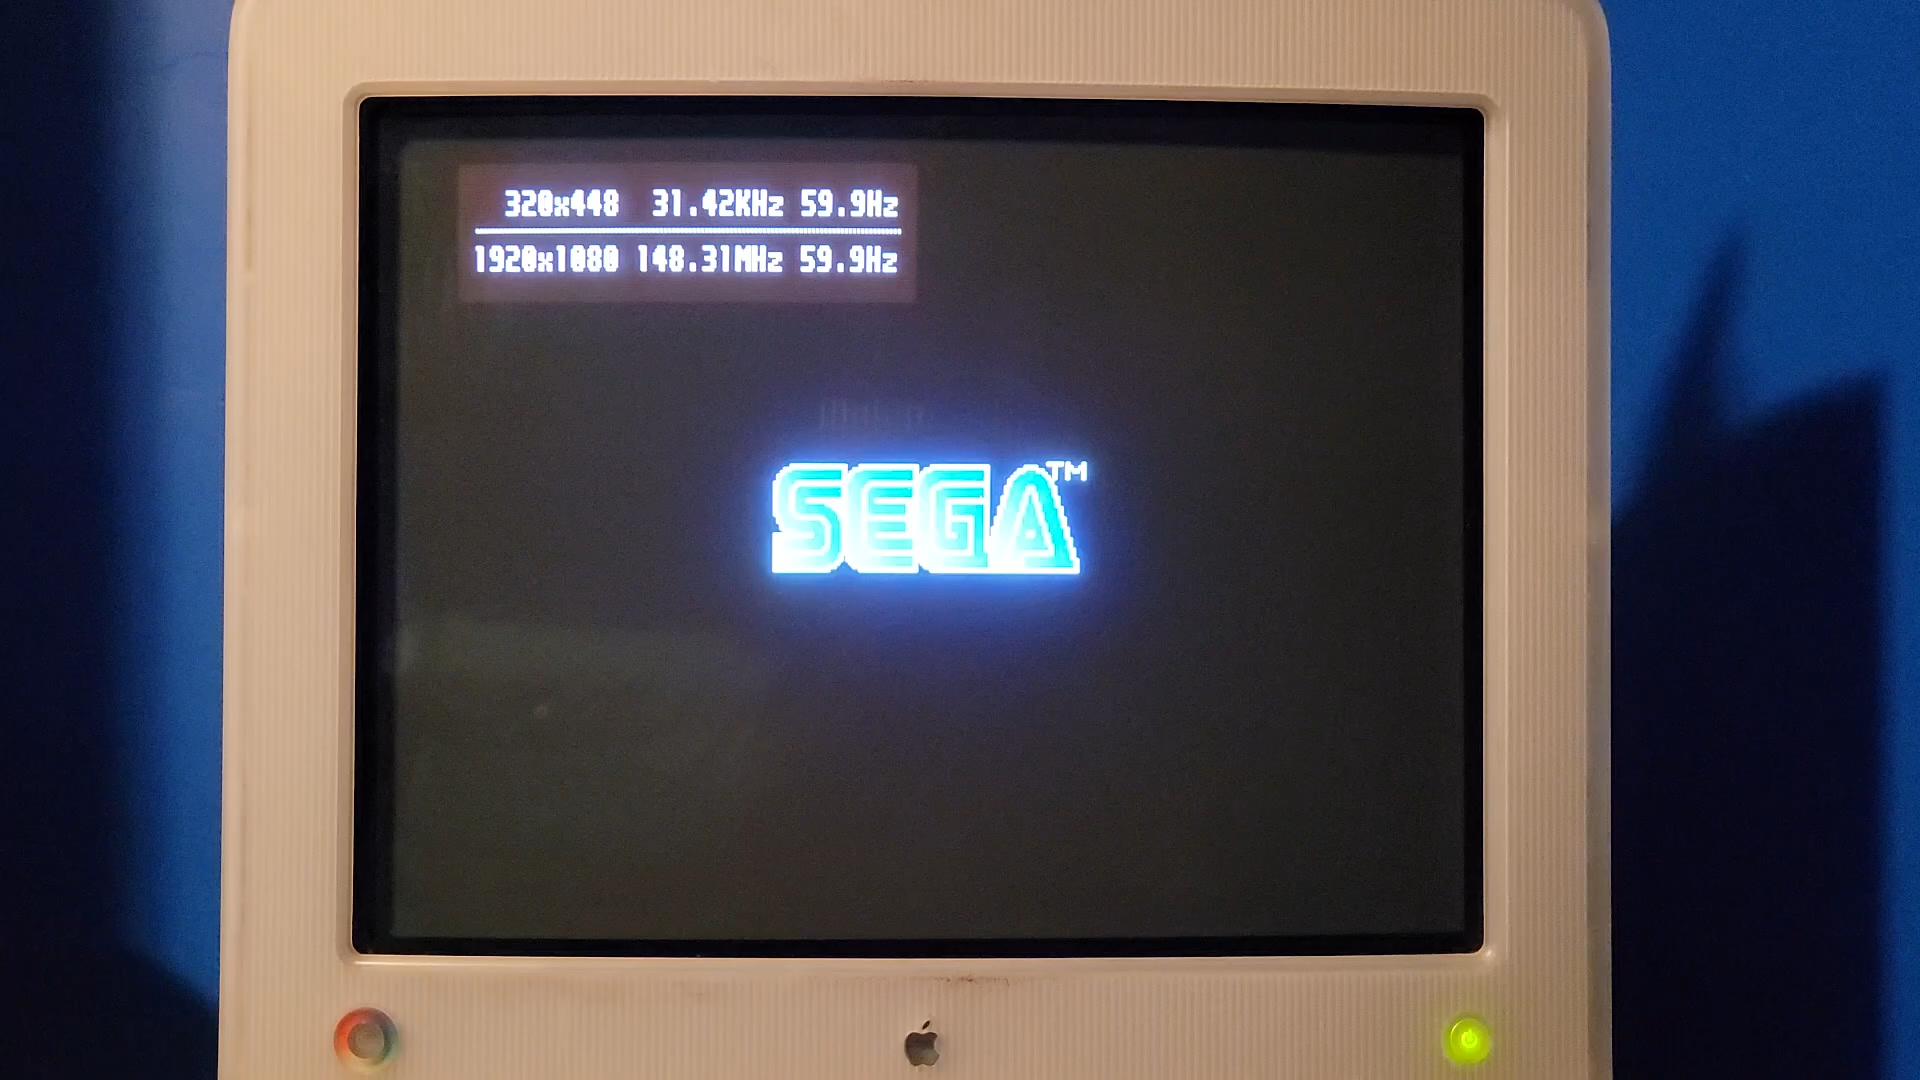 320x448 31.42KHz 59.9Hz
1920x1080 148.31MHz 59.9Hz
SEGA™